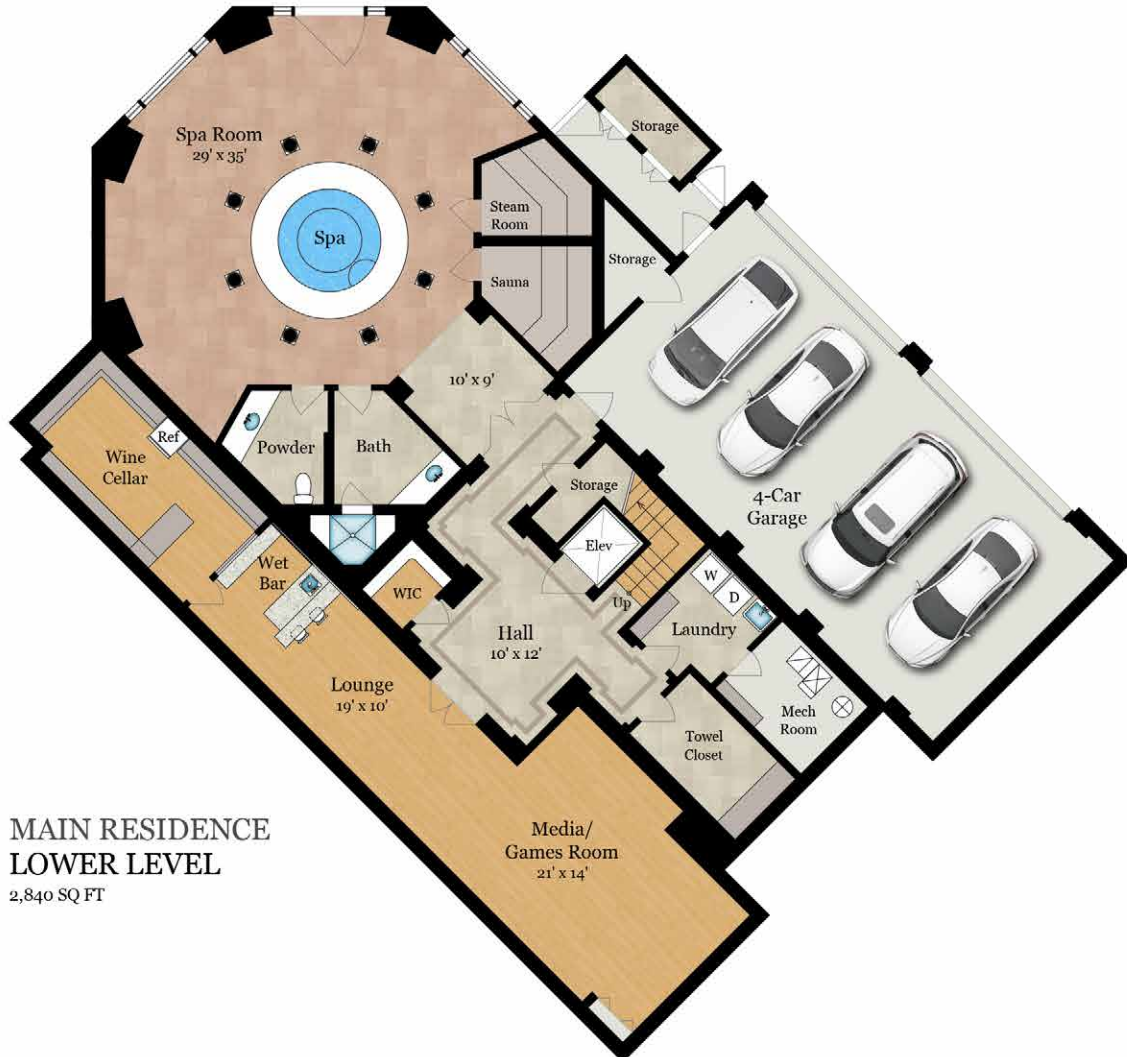 Spa Room
29' x 35'
Spa
Steam
Room
Sauna
Storage
Storage
10' x 9'
Powder
Bath
Ref
Wine
Cellar
Wet
Bar
WIC
Storage
Elev
Up
W
D
Laundry
4-Car
Garage
Hall
10' x 12'
Lounge
19' x 10'
Mech
Room
Towel
Closet
Media/
Games Room
21' x 14'
MAIN RESIDENCE
LOWER LEVEL
2,840 SQ FT